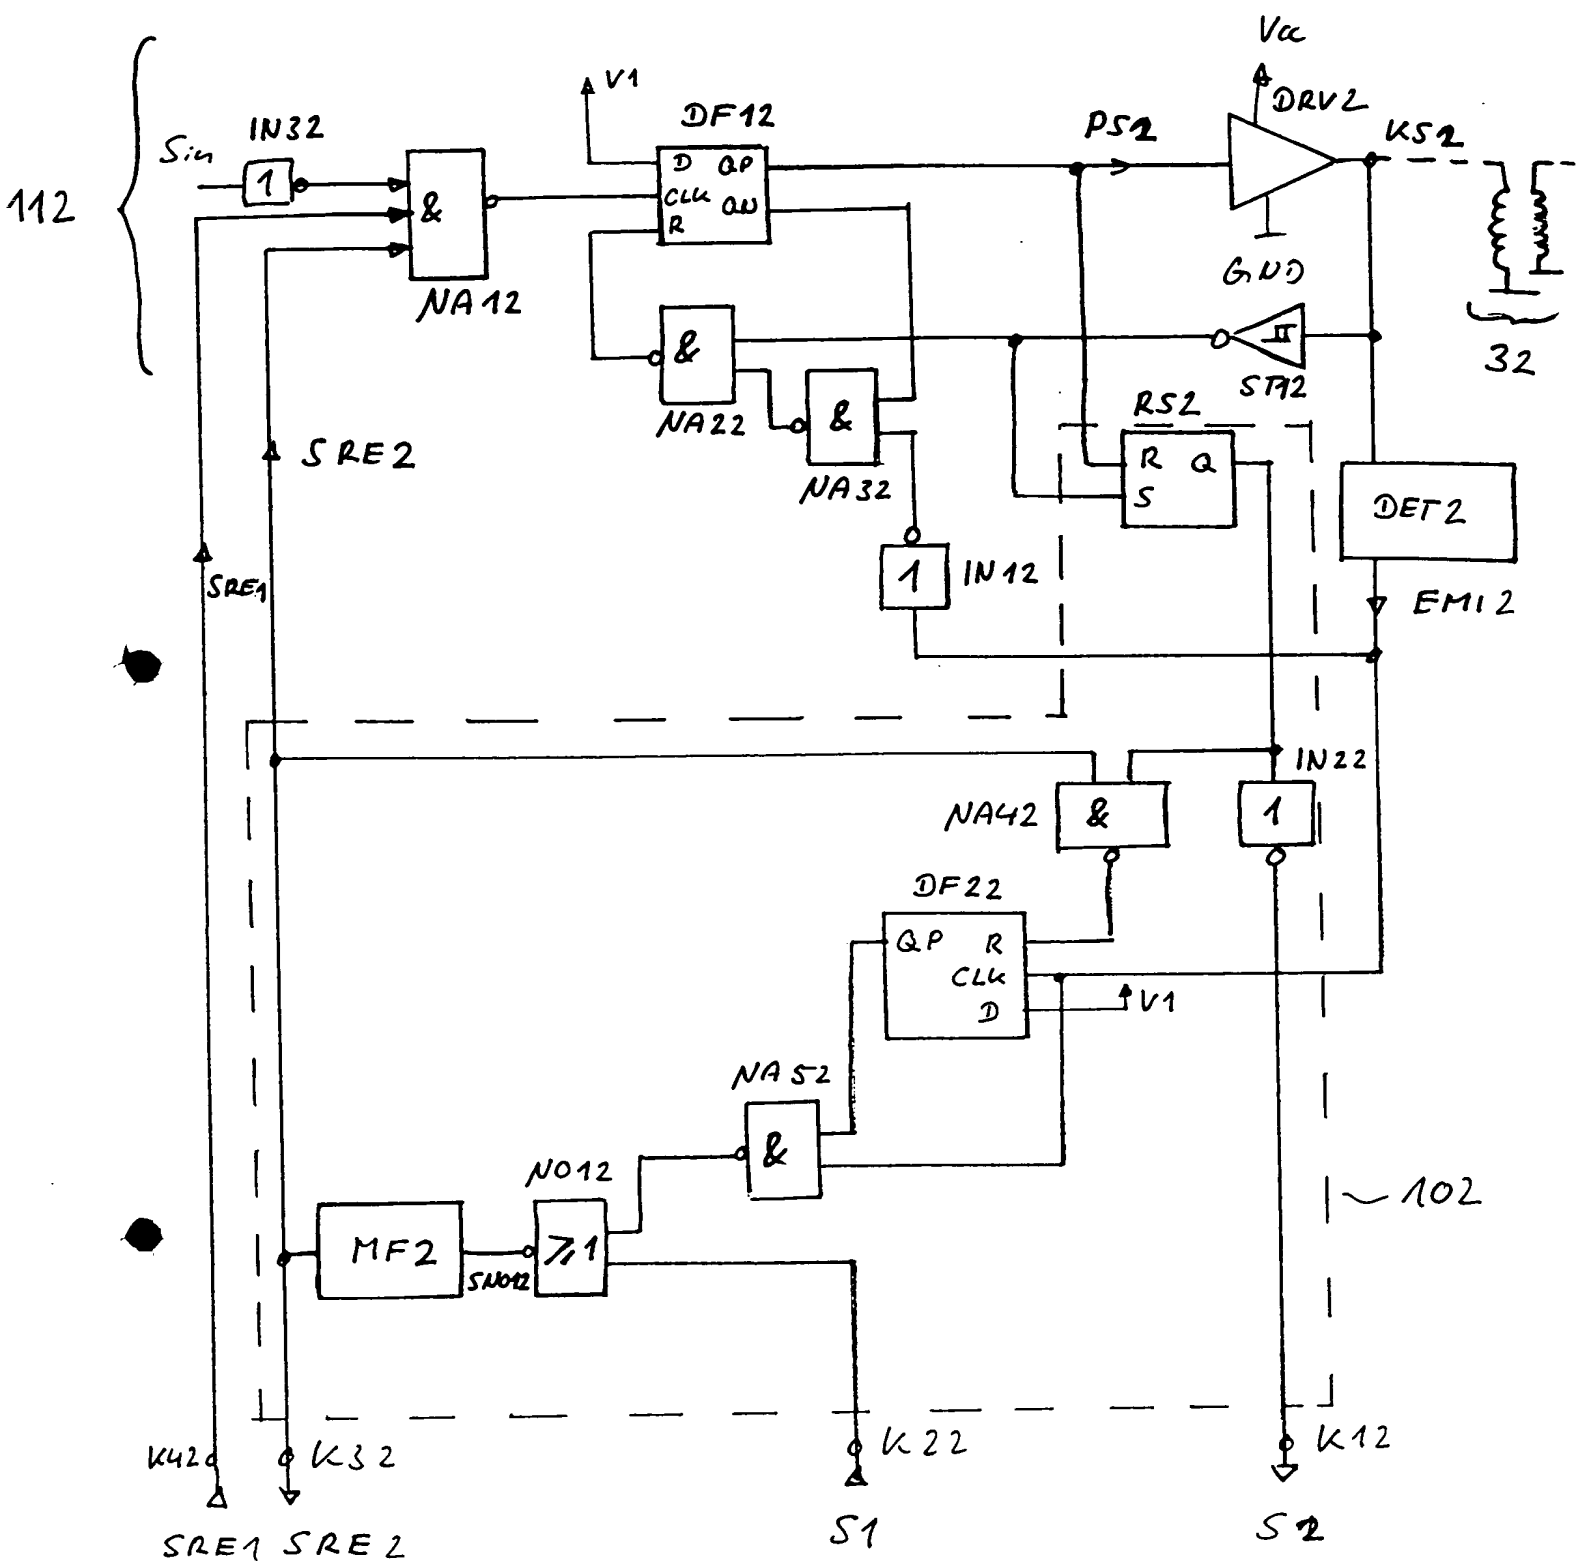 Vcc
V1
DRV2
DF12
IN32
PS2
KS2
Sin
1
D QP
CLK QN
R
&
112
NA12
GND
&
II
ST12
32
RS2
NA22
&
R Q
S
SRE2
NA32
DET2
1
IN12
SRE1
EMI2
IN22
NA42
&
1
DF22
QP R
CLK
D
V1
NA52
&
NO12
102
MF2
SNO12
≥1
K42
K32
K22
K12
SRE1
SRE2
S1
S2